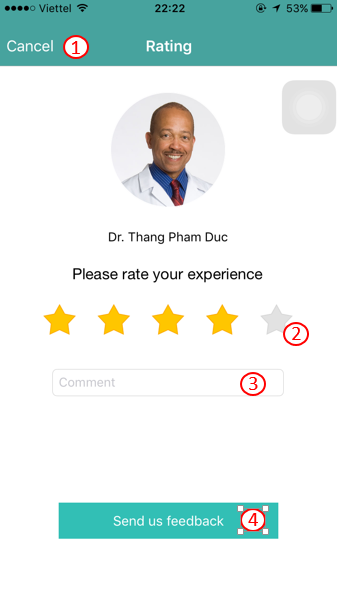 Viettel 22:22 53%
Cancel 1 Rating
Dr. Thang Pham Duc
Please rate your experience
2
Comment 3
Send us feedback 4